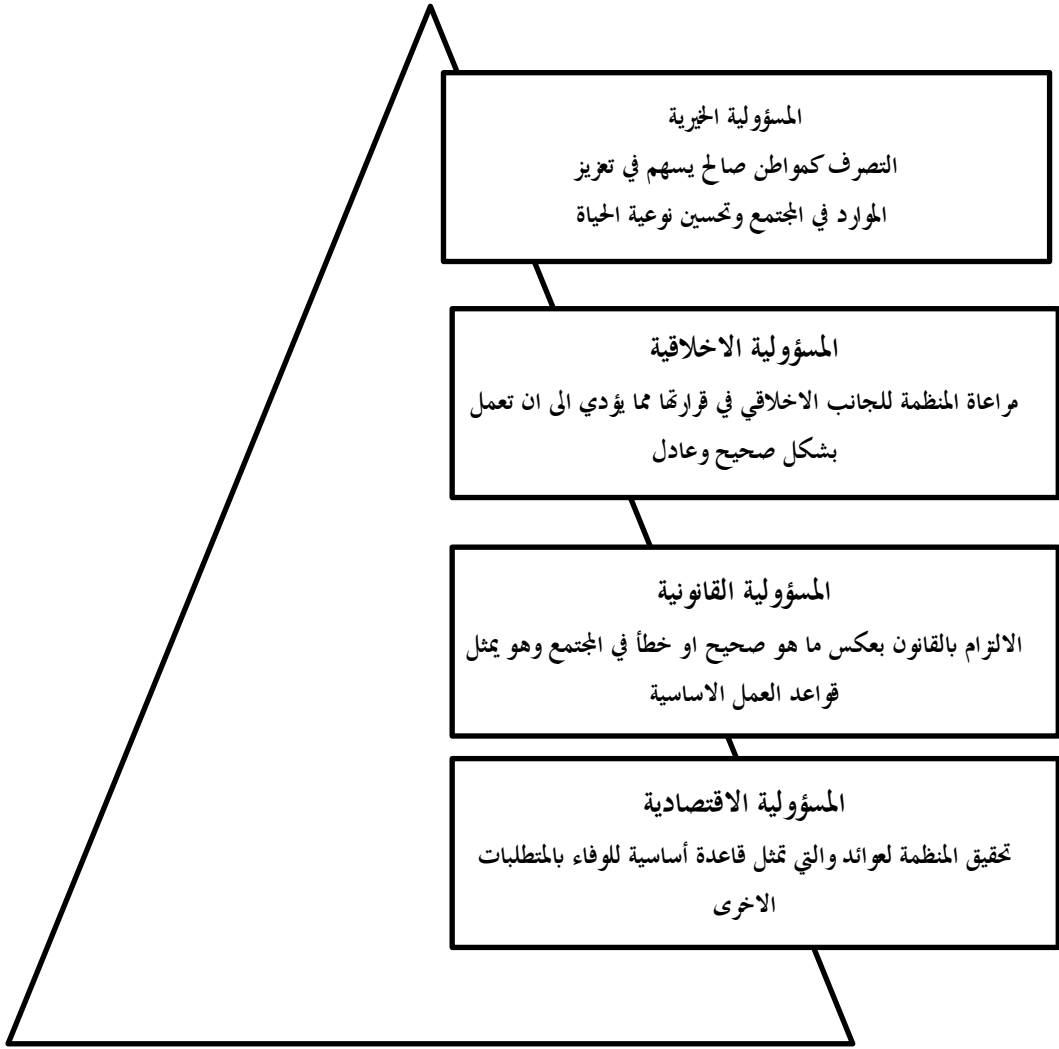 المسؤولية الخيرية
التصرف كمواطن صالح يسهم في تعزيز
الموارد في المجتمع وتحسين نوعية الحياة
المسؤولية الاخلاقية
مراعاة المنظمة للجانب الاخلاقي في قرارتها مما يؤدي الى ان تعمل
بشكل صحيح وعادل
المسؤولية القانونية
الالتزام بالقانون بعكس ما هو صحيح او خطأ في المجتمع وهو يمثل
قواعد العمل الاساسية
المسؤولية الاقتصادية
تحقيق المنظمة لعوائد والتي تمثل قاعدة أساسية للوفاء بالمتطلبات
الاخرى